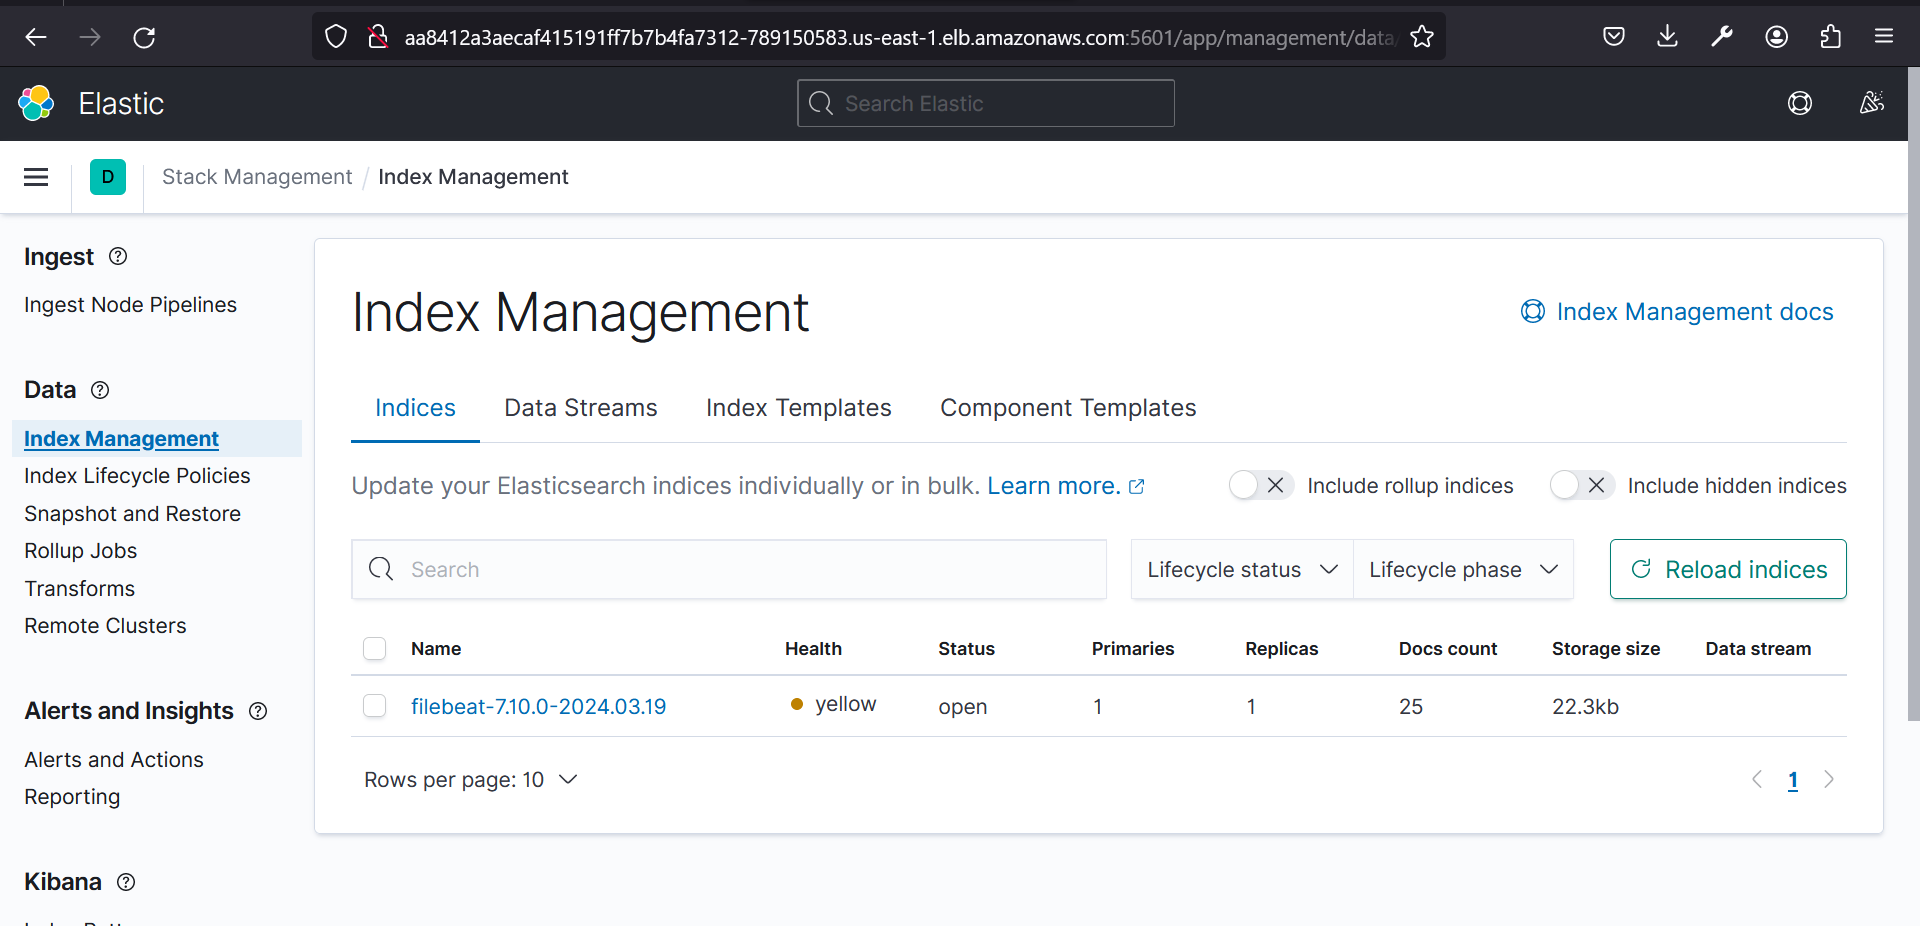 aa8412a3aecaf415191ff7b7b4fa7312-789150583.us-east-1.elb.amazonaws.com:5601/app/management/data/
Elastic
Search Elastic
D
Stack Management / Index Management
Ingest
Ingest Node Pipelines
Data
Index Management
Index Lifecycle Policies
Snapshot and Restore
Rollup Jobs
Transforms
Remote Clusters
Alerts and Insights
Alerts and Actions
Reporting
Kibana
Index Management
Index Management docs
Indices Data Streams Index Templates Component Templates
Update your Elasticsearch indices individually or in bulk. Learn more.
Include rollup indices
Include hidden indices
Search
Lifecycle status
Lifecycle phase
Reload indices
Name Health Status Primaries Replicas Docs count Storage size Data stream
filebeat-7.10.0-2024.03.19 yellow open 1 1 25 22.3kb
Rows per page: 10
1